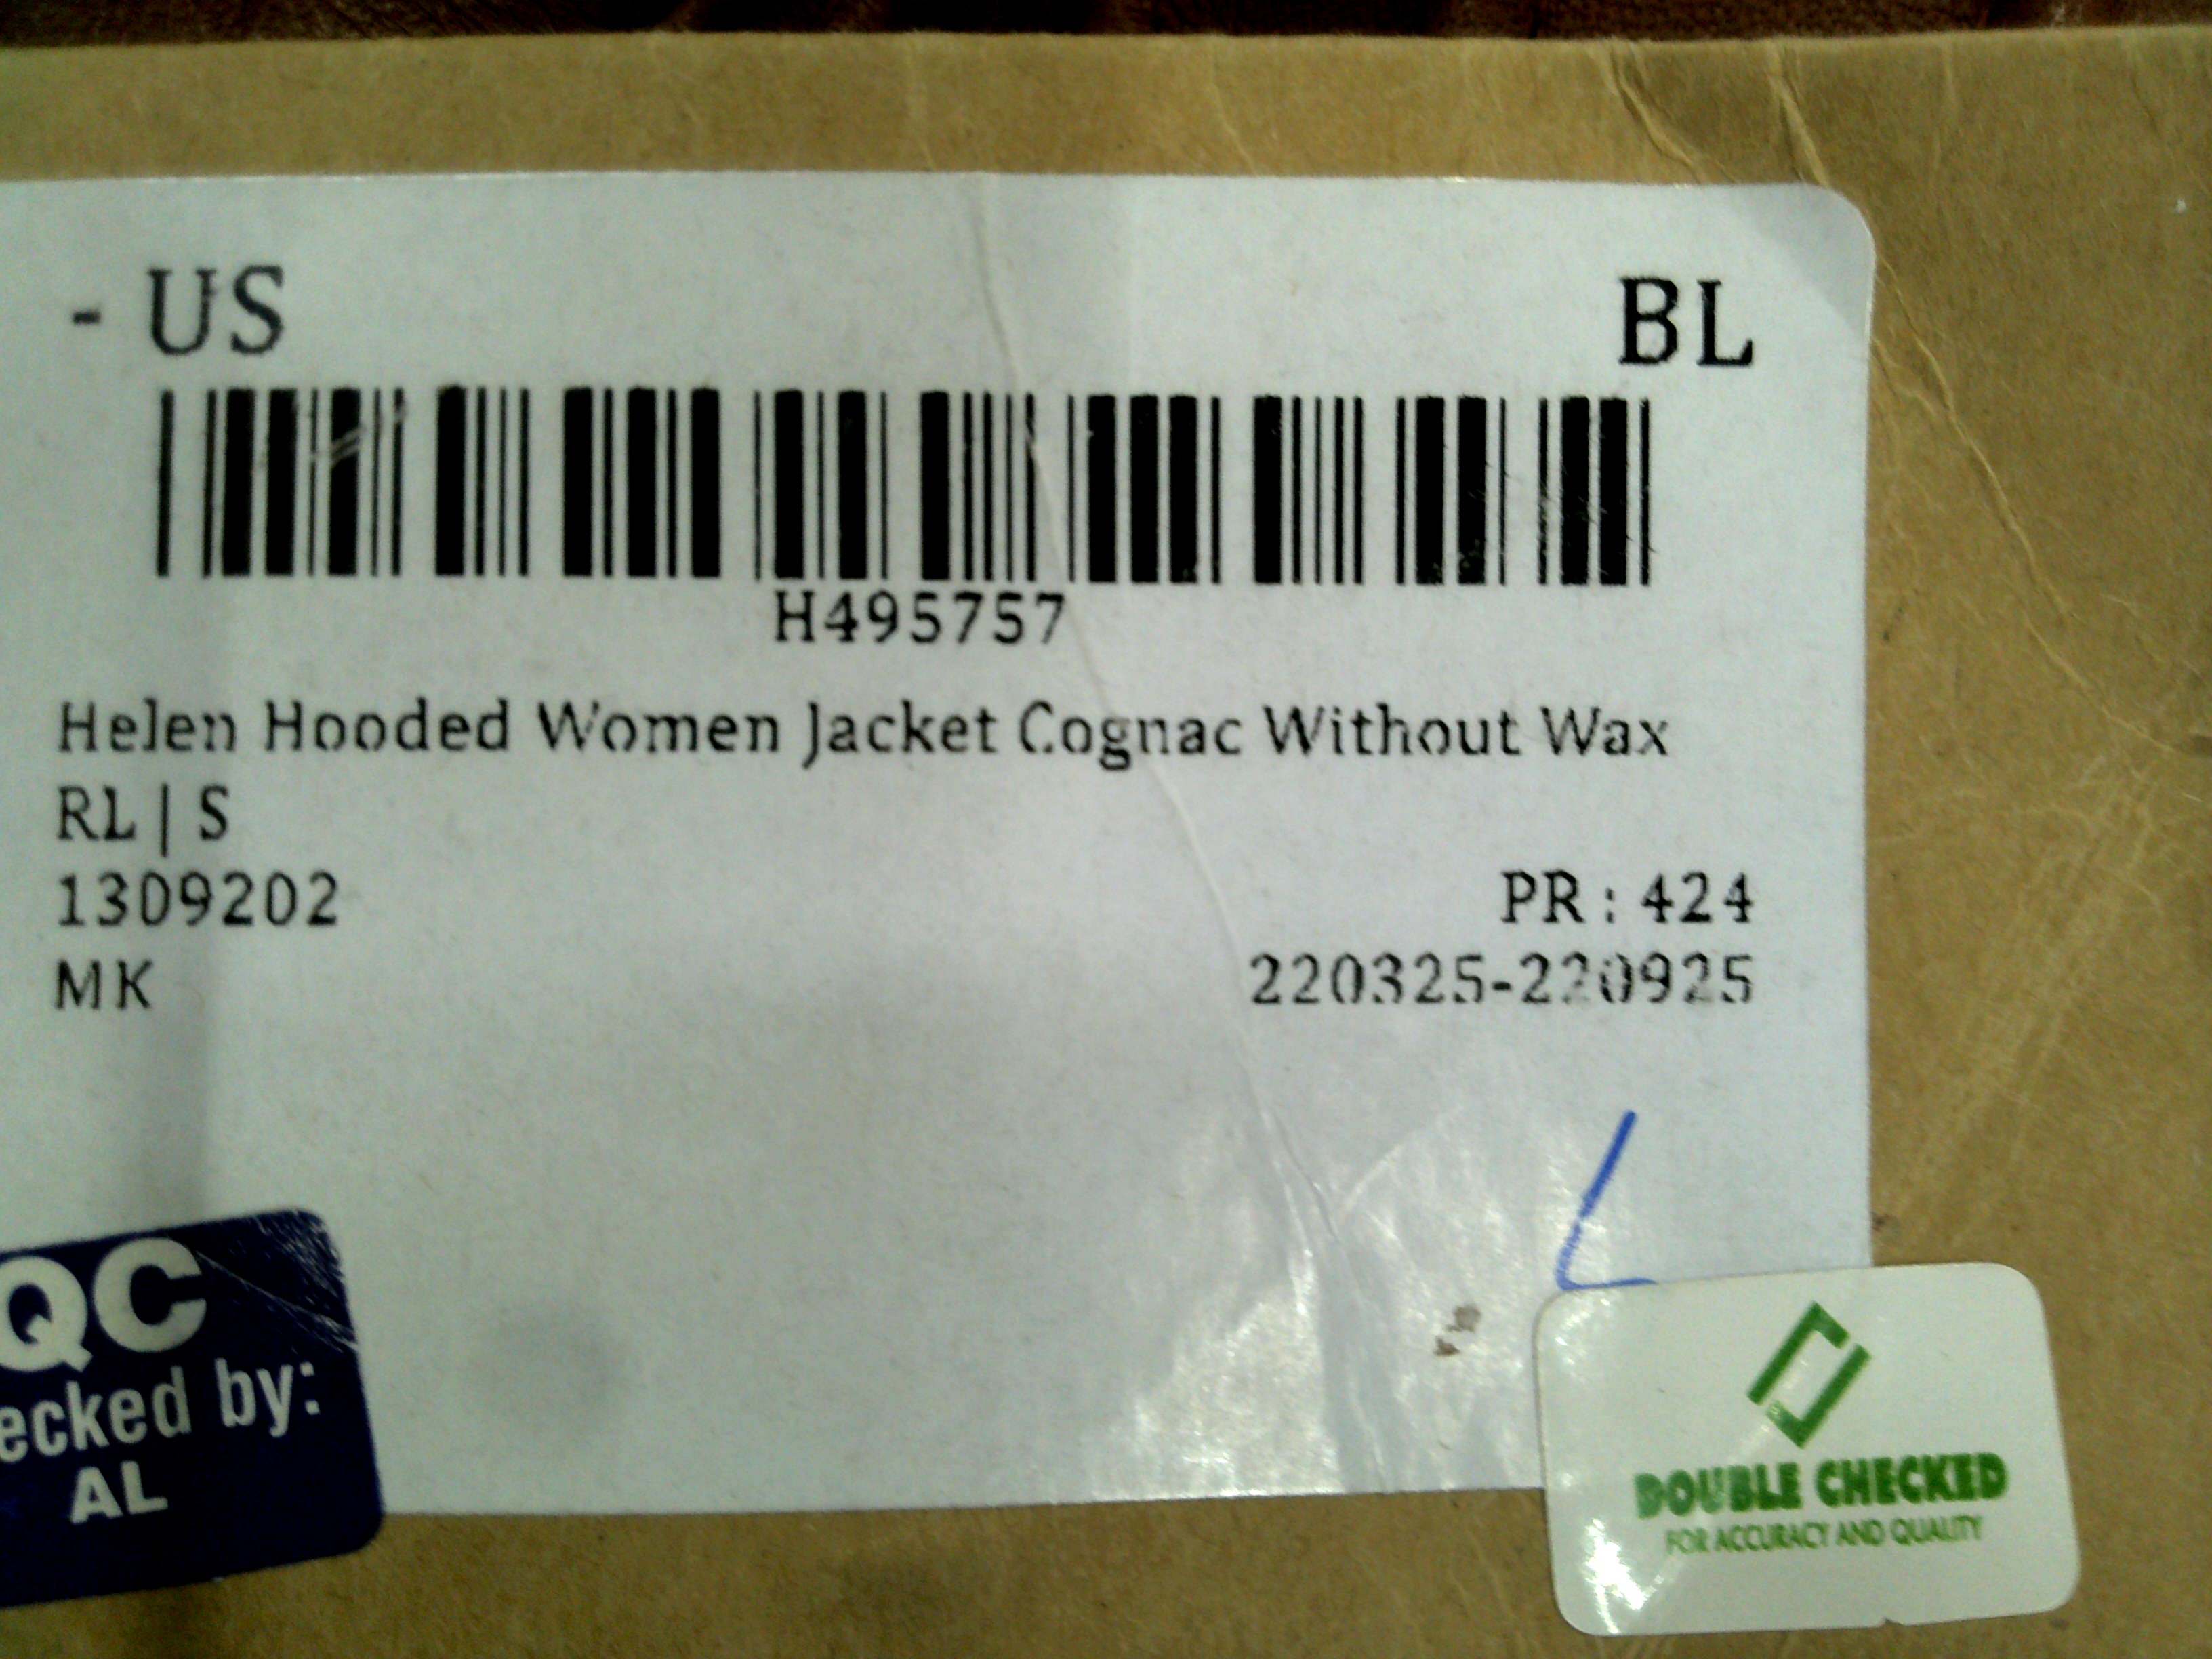 - US BL
H495757
Helen Hooded Women Jacket Cognac Without Wax
RL | S
1309202 PR : 424
MK 220325-220925
L
QC
ecked by:
AL
DOUBLE CHECKED
FOR ACCURACY AND QUALITY